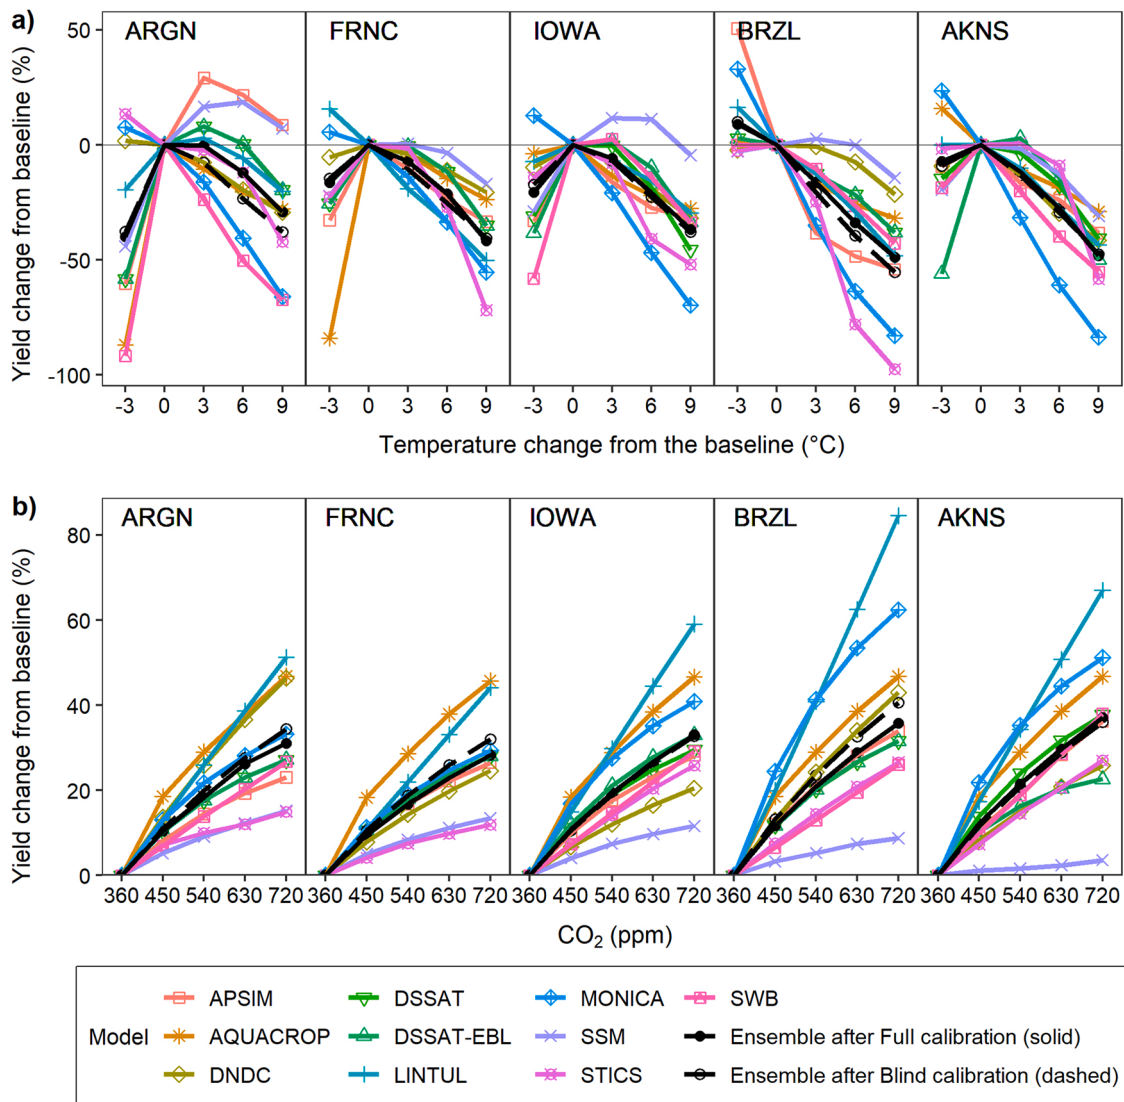 a)
ARGN FRNC IOWA BRZL AKNS
Yield change from baseline (%)
50
0
-50
-100
-3 0 3 6 9 -3 0 3 6 9 -3 0 3 6 9 -3 0 3 6 9 -3 0 3 6 9
Temperature change from the baseline (°C)
b)
ARGN FRNC IOWA BRZL AKNS
Yield change from baseline (%)
80
60
40
20
0
360 450 540 630 720 360 450 540 630 720 360 450 540 630 720 360 450 540 630 720 360 450 540 630 720
CO₂ (ppm)
APSIM DSSAT MONICA SWB
Model AQUACROP DSSAT-EBL SSM Ensemble after Full calibration (solid)
DNDC LINTUL STICS Ensemble after Blind calibration (dashed)